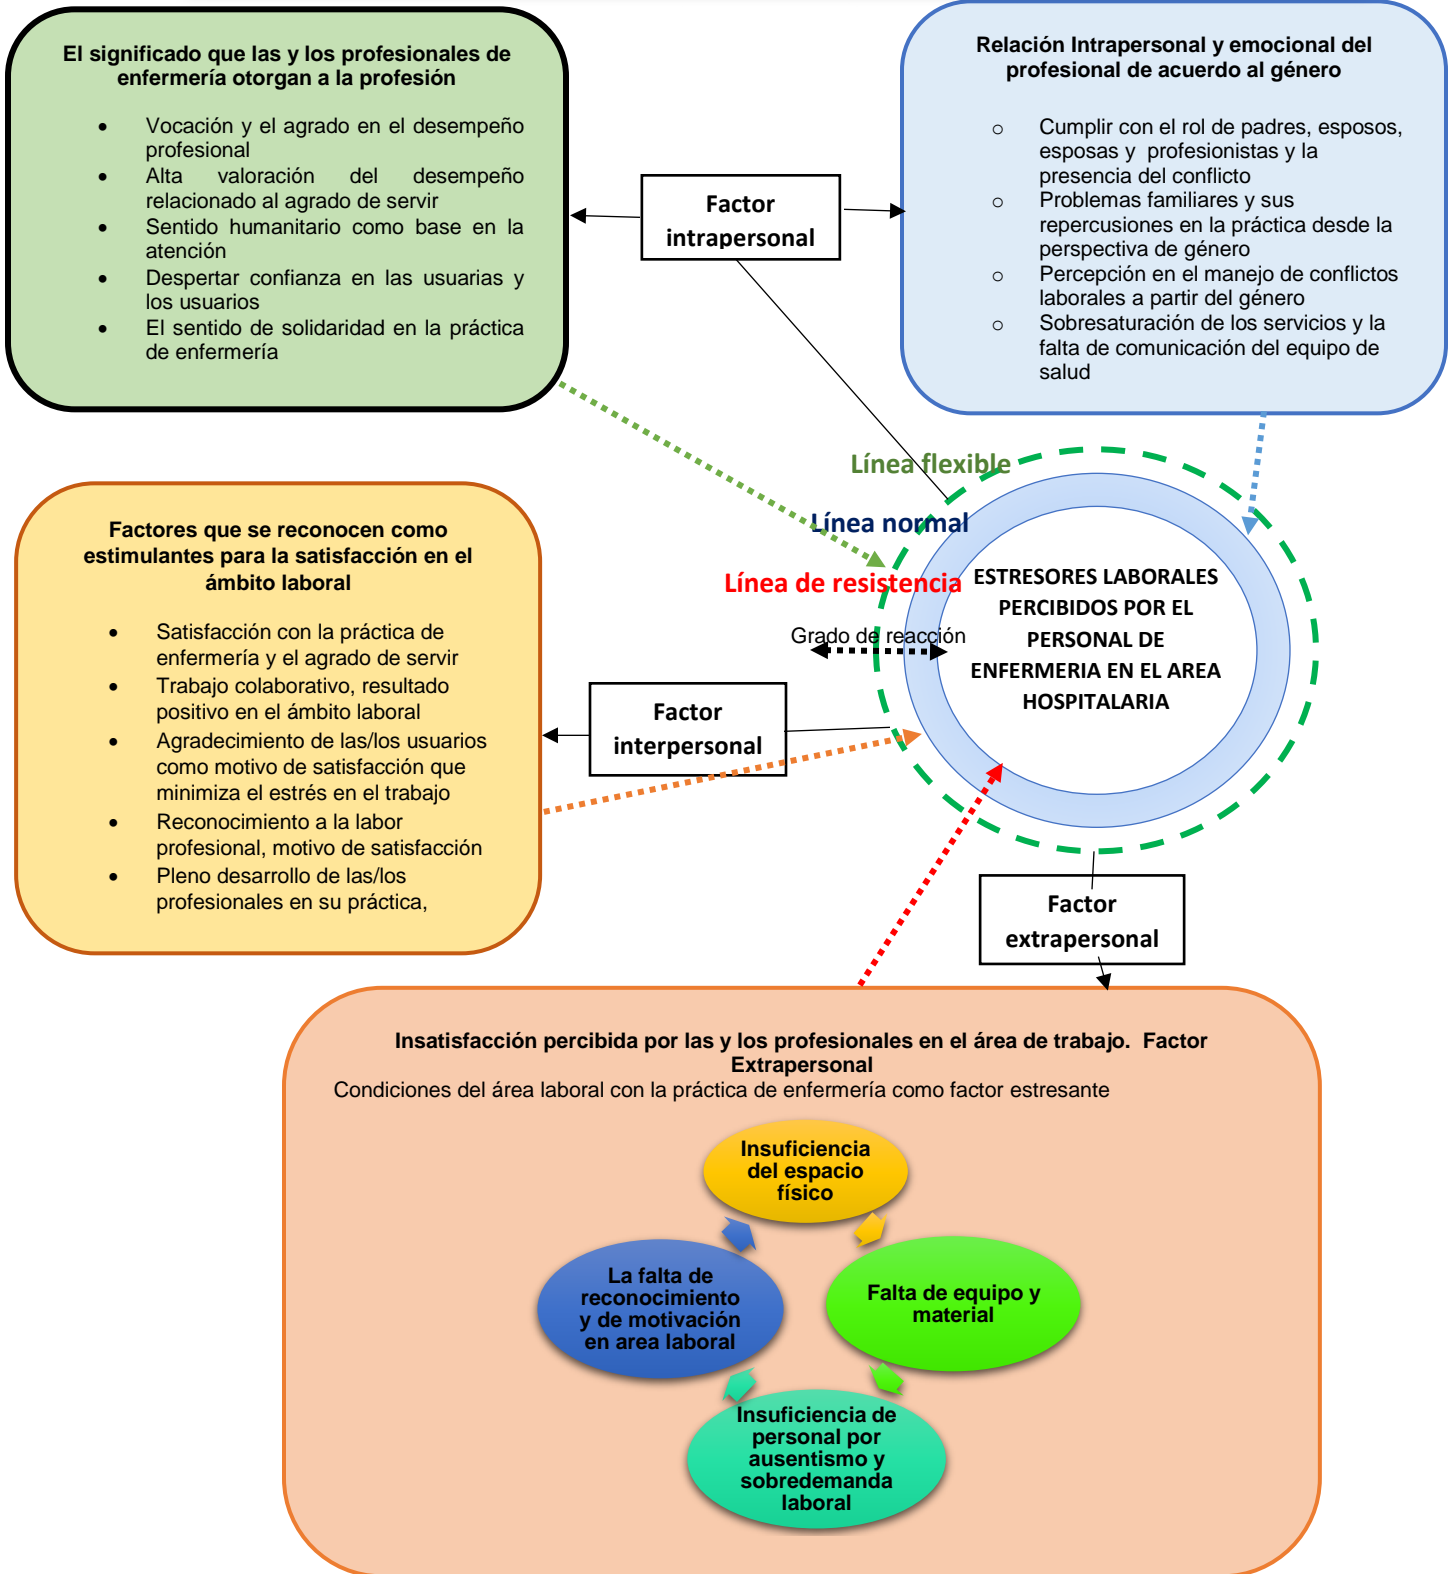 El significado que las y los profesionales de
enfermería otorgan a la profesión
• Vocación y el agrado en el desempeño
profesional
• Alta valoración del desempeño
relacionado al agrado de servir
• Sentido humanitario como base en la
atención
• Despertar confianza en las usuarias y
los usuarios
• El sentido de solidaridad en la práctica
de enfermería
Factor
intrapersonal
Relación Intrapersonal y emocional del
profesional de acuerdo al género
o Cumplir con el rol de padres, esposos,
esposas y profesionistas y la
presencia del conflicto
o Problemas familiares y sus
repercusiones en la práctica desde la
perspectiva de género
o Percepción en el manejo de conflictos
laborales a partir del género
o Sobresaturación de los servicios y la
falta de comunicación del equipo de
salud
Línea flexible
Línea normal
Línea de resistencia
Grado de reacción
ESTRESORES LABORALES
PERCIBIDOS POR EL
PERSONAL DE
ENFERMERIA EN EL AREA
HOSPITALARIA
Factores que se reconocen como
estimulantes para la satisfacción en el
ámbito laboral
• Satisfacción con la práctica de
enfermería y el agrado de servir
• Trabajo colaborativo, resultado
positivo en el ámbito laboral
• Agradecimiento de las/los usuarios
como motivo de satisfacción que
minimiza el estrés en el trabajo
• Reconocimiento a la labor
profesional, motivo de satisfacción
• Pleno desarrollo de las/los
profesionales en su práctica,
Factor
interpersonal
Factor
extrapersonal
Insatisfacción percibida por las y los profesionales en el área de trabajo. Factor
Extrapersonal
Condiciones del área laboral con la práctica de enfermería como factor estresante
Insuficiencia
del espacio
físico
Falta de equipo y
material
Insuficiencia de
personal por
ausentismo y
sobredemanda
laboral
La falta de
reconocimiento
y de motivación
en area laboral